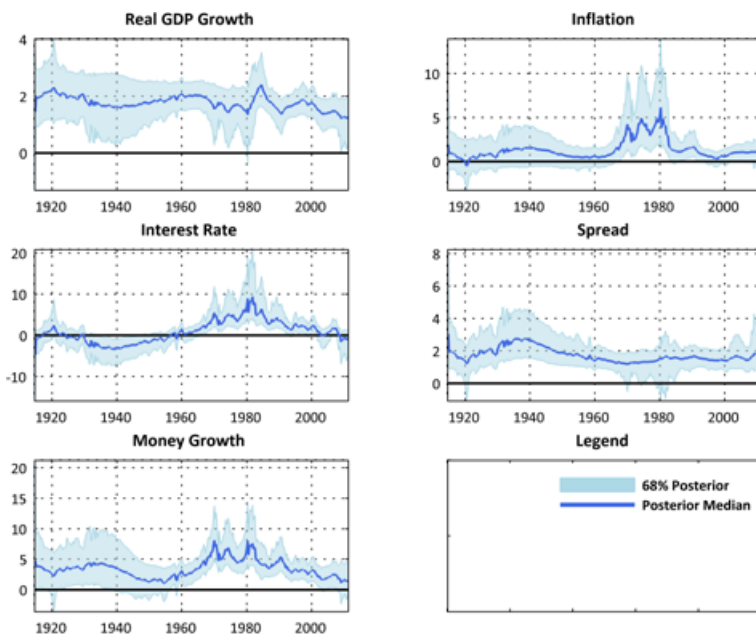 Real GDP Growth
4
2
0
1920 1940 1960 1980 2000
Inflation
10
5
0
1920 1940 1960 1980 2000
Interest Rate
20
10
0
-10
1920 1940 1960 1980 2000
Spread
8
6
4
2
0
1920 1940 1960 1980 2000
Money Growth
20
15
10
5
0
1920 1940 1960 1980 2000
Legend
68% Posterior
Posterior Median